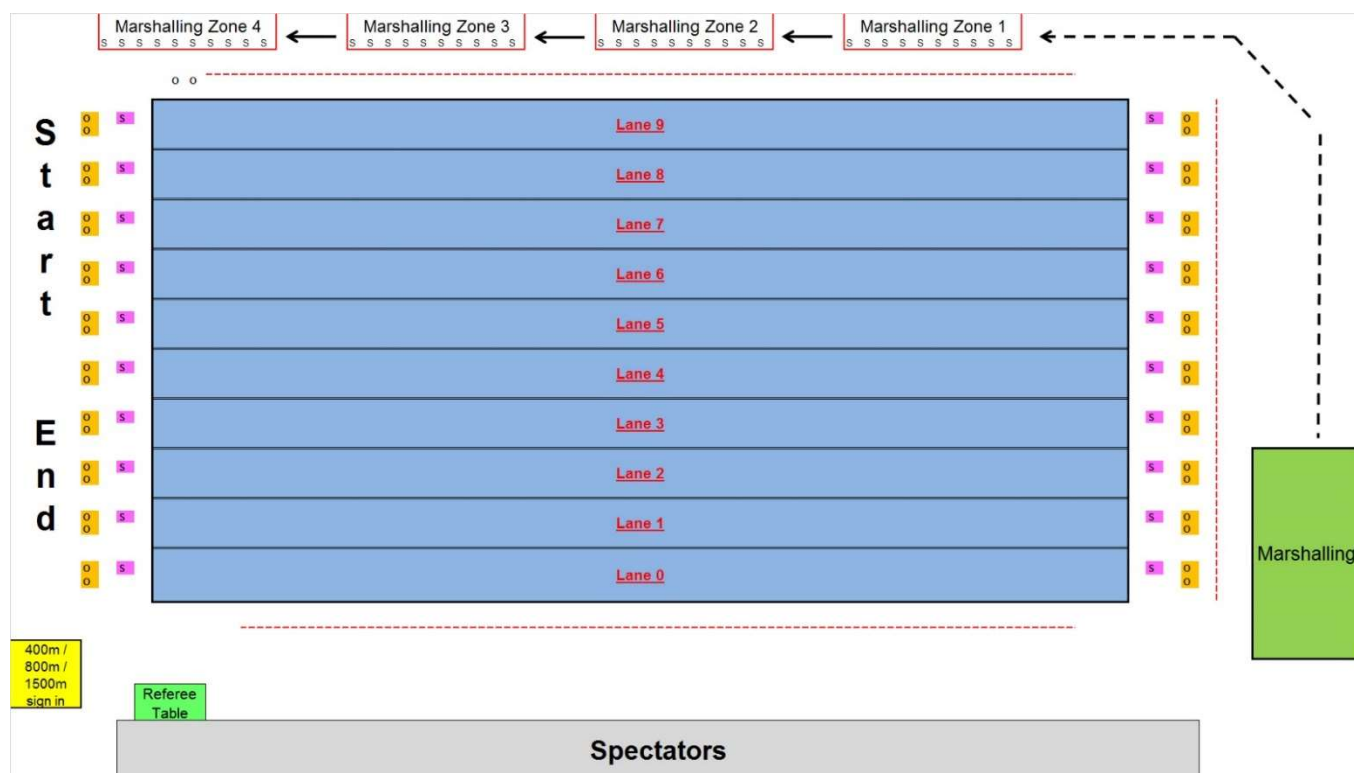 Marshalling Zone 4
S S S S S S S S S S
Marshalling Zone 3
S S S S S S S S S S
Marshalling Zone 2
S S S S S S S S S S
Marshalling Zone 1
S S S S S S S S S S
o o
Start End
o o S Lane 9 S o o
o o S Lane 8 S o o
o o S Lane 7 S o o
o o S Lane 6 S o o
o o S Lane 5 S o o
o o S Lane 4 S o o
o o S Lane 3 S o o
o o S Lane 2 S o o
o o S Lane 1 S o o
o o S Lane 0 S o o
Marshalling
400m /
800m /
1500m
sign in
Referee
Table
Spectators